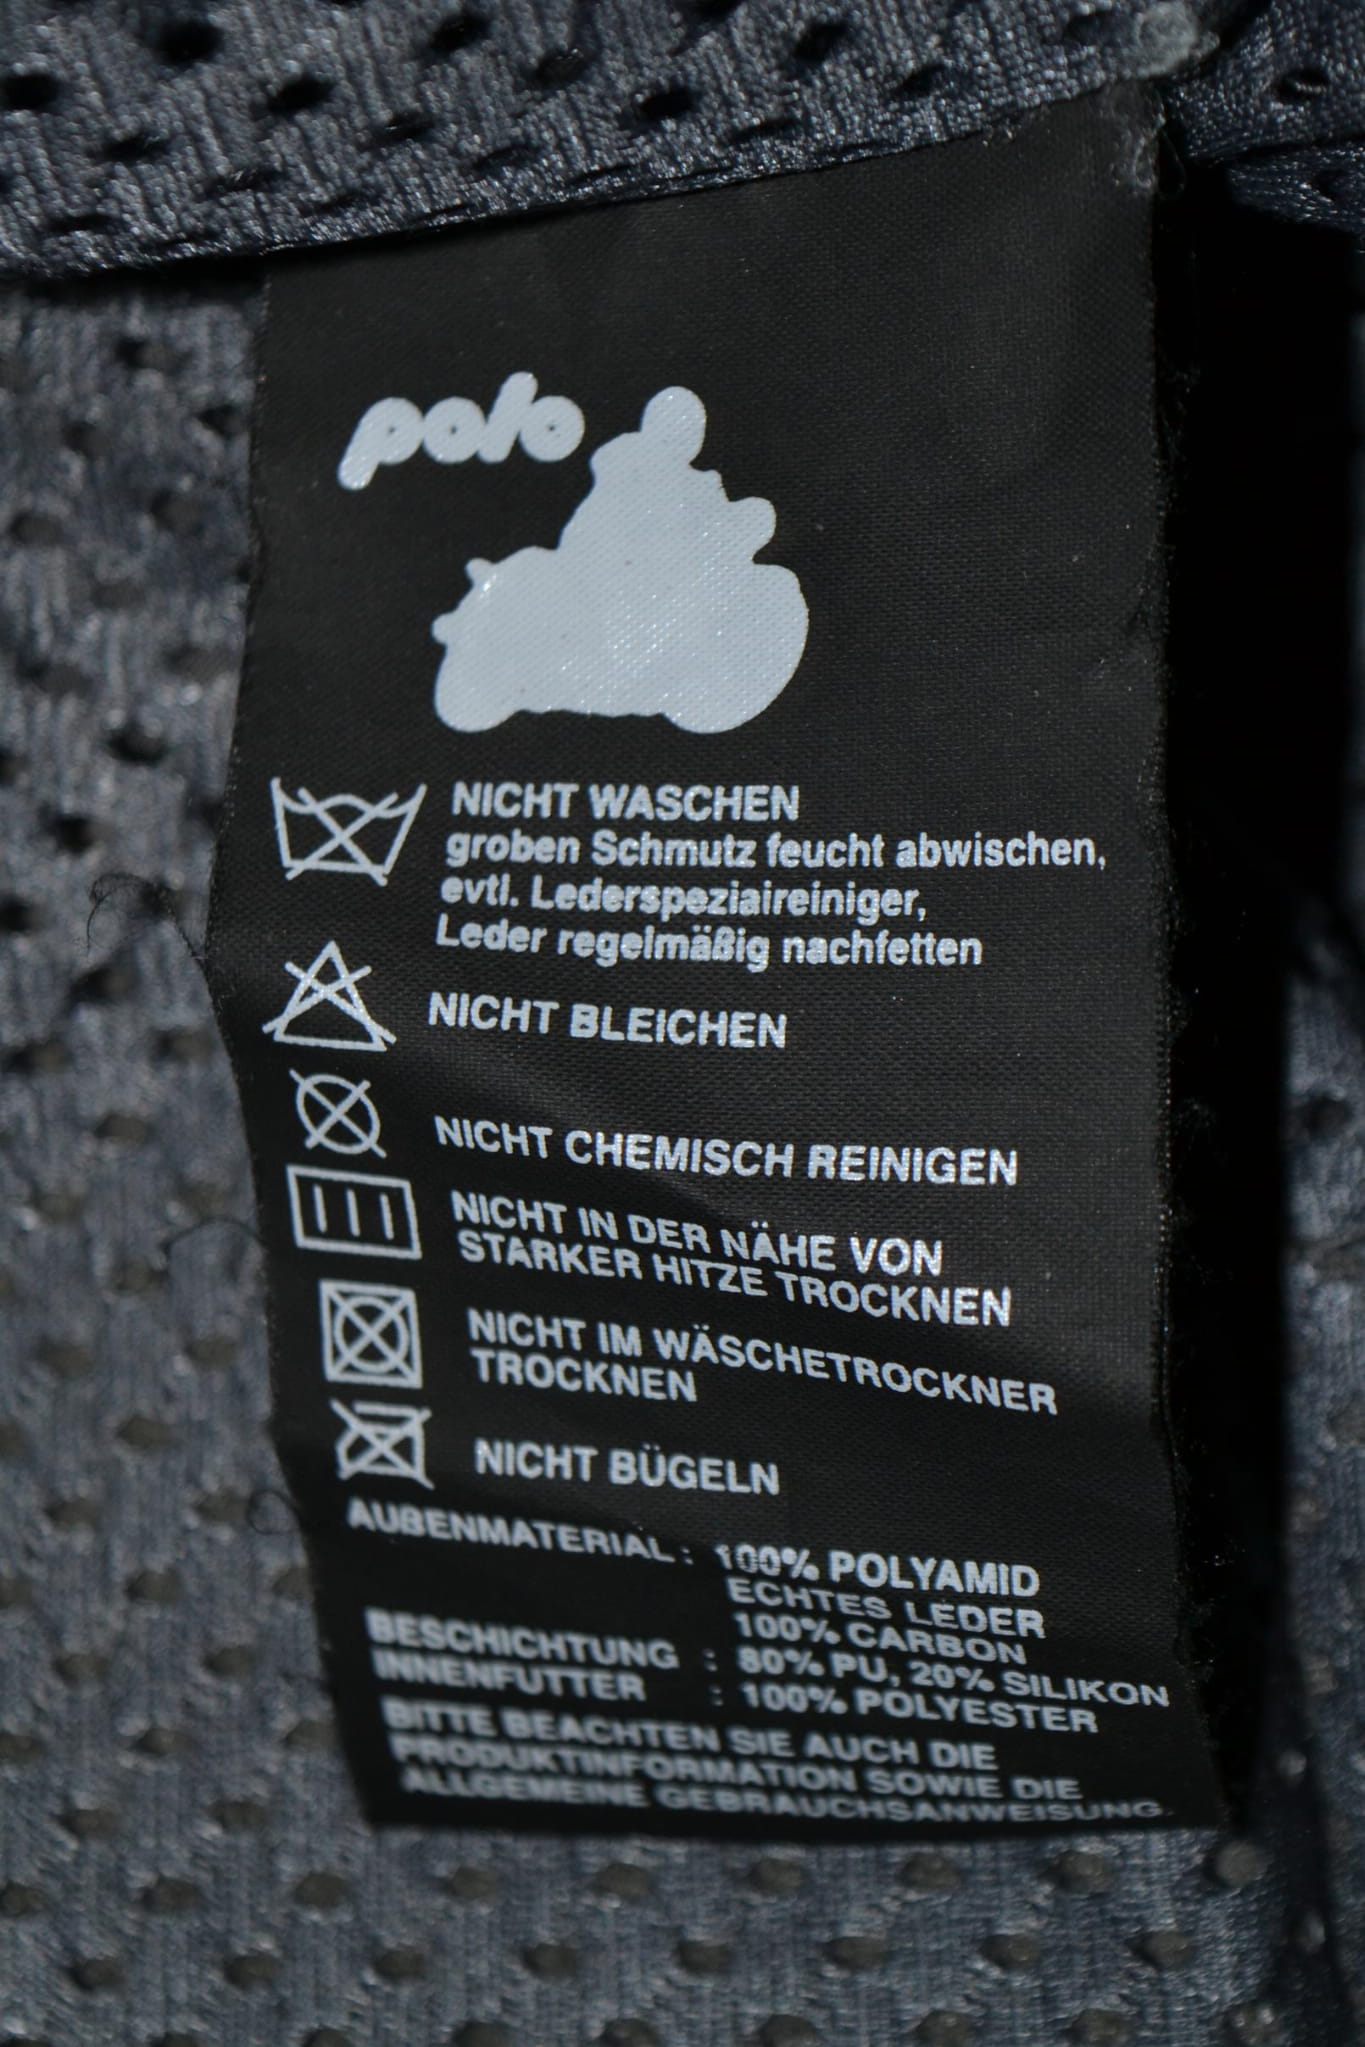 polo
NICHT WASCHEN
groben Schmutz feucht abwischen,
evtl. Lederspeziaireiniger,
Leder regelmäßig nachfetten
NICHT BLEICHEN
NICHT CHEMISCH REINIGEN
NICHT IN DER NÄHE VON
STARKER HITZE TROCKNEN
NICHT IM WÄSCHETROCKNER
TROCKNEN
NICHT BÜGELN
AUßENMATERIAL : 100% POLYAMID
ECHTES LEDER
100% CARBON
BESCHICHTUNG : 80% PU, 20% SILIKON
INNENFUTTER : 100% POLYESTER
BITTE BEACHTEN SIE AUCH DIE
PRODUKTINFORMATION SOWIE DIE
ALLGEMEINE GEBRAUCHSANWEISUNG.